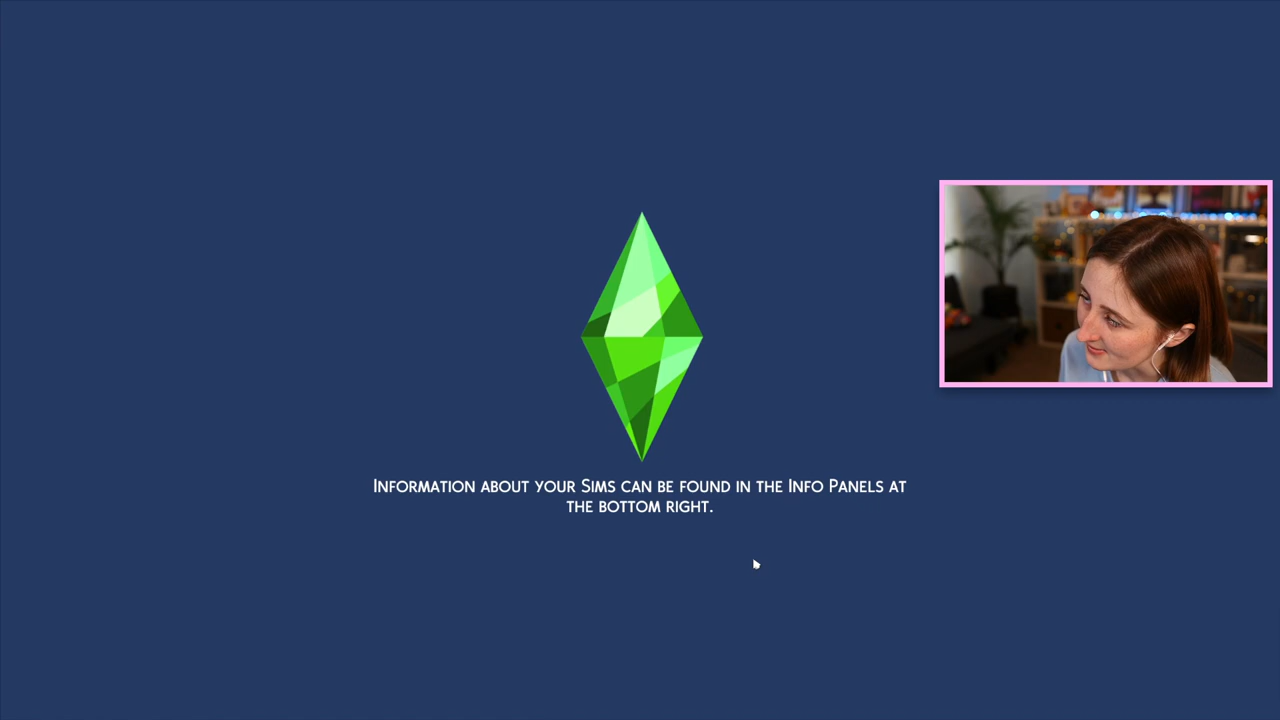 Information about your Sims can be found in the Info Panels at
the bottom right.